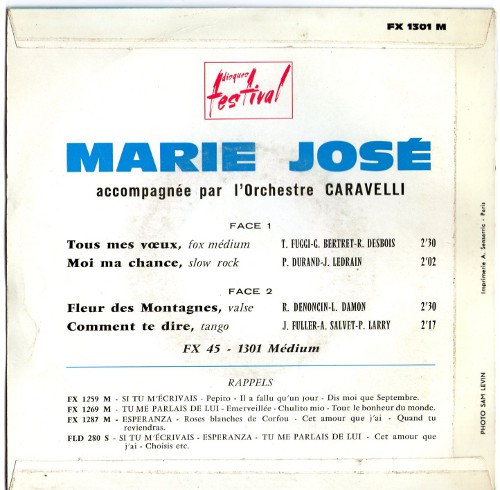 FX 1301 M
disques
festival
MARIE JOSÉ
accompagnée par l'Orchestre CARAVELLI
FACE 1
Tous mes vœux, fox médium T. FUGGI-G. BERTRET-R. DESBOIS 2'30
Moi ma chance, slow rock P. DURAND-J. LEDRAIN 2'02
FACE 2
Fleur des Montagnes, valse R. DENONCIN-L. DAMON 2'30
Comment te dire, tango J. FULLER-A. SALVET-P. LARRY 2'17
FX 45 - 1301 Médium
RAPPELS
FX 1259 M - SI TU M'ÉCRIVAIS - Pepito - Il a fallu qu'un jour - Dis moi que Septembre.
FX 1269 M - TU ME PARLAIS DE LUI - Emerveillée - Chulito mio - Tout le bonheur du monde.
FX 1287 M - ESPERANZA - Roses blanches de Corfou - Cet amour que j'ai - Quand tu
reviendras.
FLD 280 S - SI TU M'ÉCRIVAIS - ESPERANZA - TU ME PARLAIS DE LUI - Cet amour que
j'ai - Choisis etc.
Imprimerie A. Sensarric - Paris
PHOTO SAM LEVIN